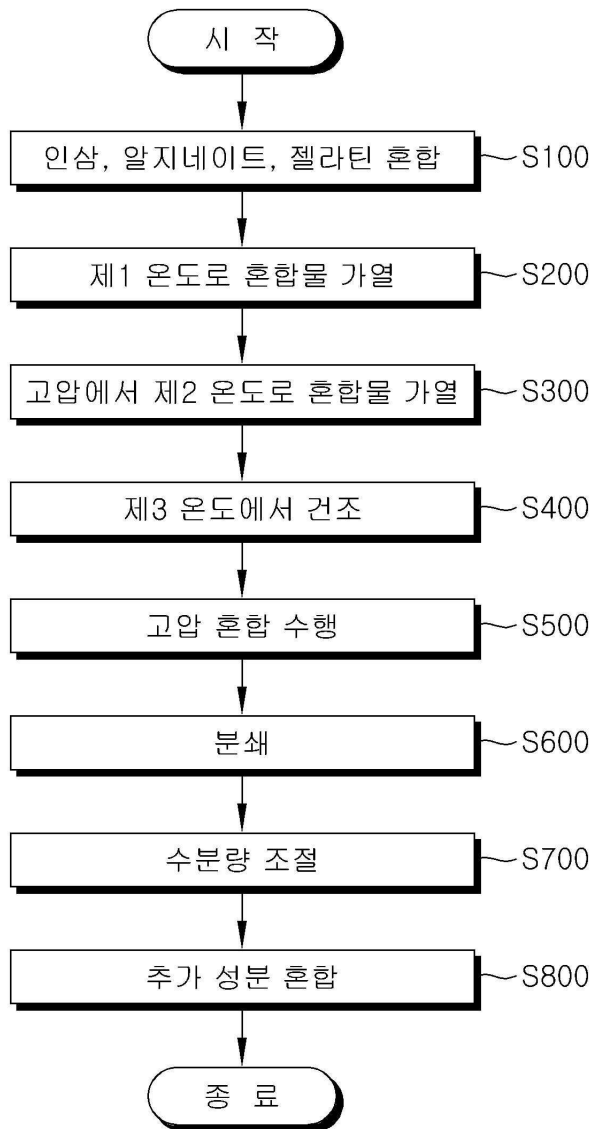 시 작
인삼, 알지네이트, 젤라틴 혼합 S100
제1 온도로 혼합물 가열 S200
고압에서 제2 온도로 혼합물 가열 S300
제3 온도에서 건조 S400
고압 혼합 수행 S500
분쇄 S600
수분량 조절 S700
추가 성분 혼합 S800
종 료